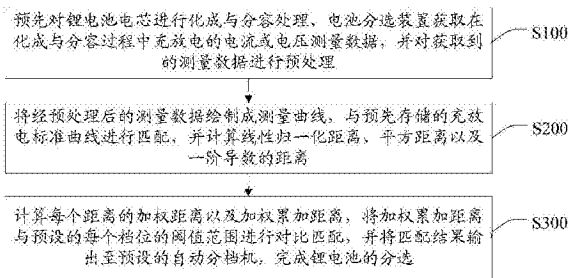 预先对锂电池电芯进行化成与分容处理、电池分选装置获取在
化成与分容过程中充放电的电流或电压测量数据，并对获取到
的测量数据进行预处理
S100
将经预处理后的测量数据绘制成测量曲线，与预先存储的充放
电标准曲线进行匹配，并计算线性归一化距离、平方距离以及
一阶导数的距离
S200
计算每个距离的加权距离以及加权累加距离，将加权累加距离
与预设的每个档位的阈值范围进行对比匹配，并将匹配结果输
出至预设的自动分档机，完成锂电池的分选
S300